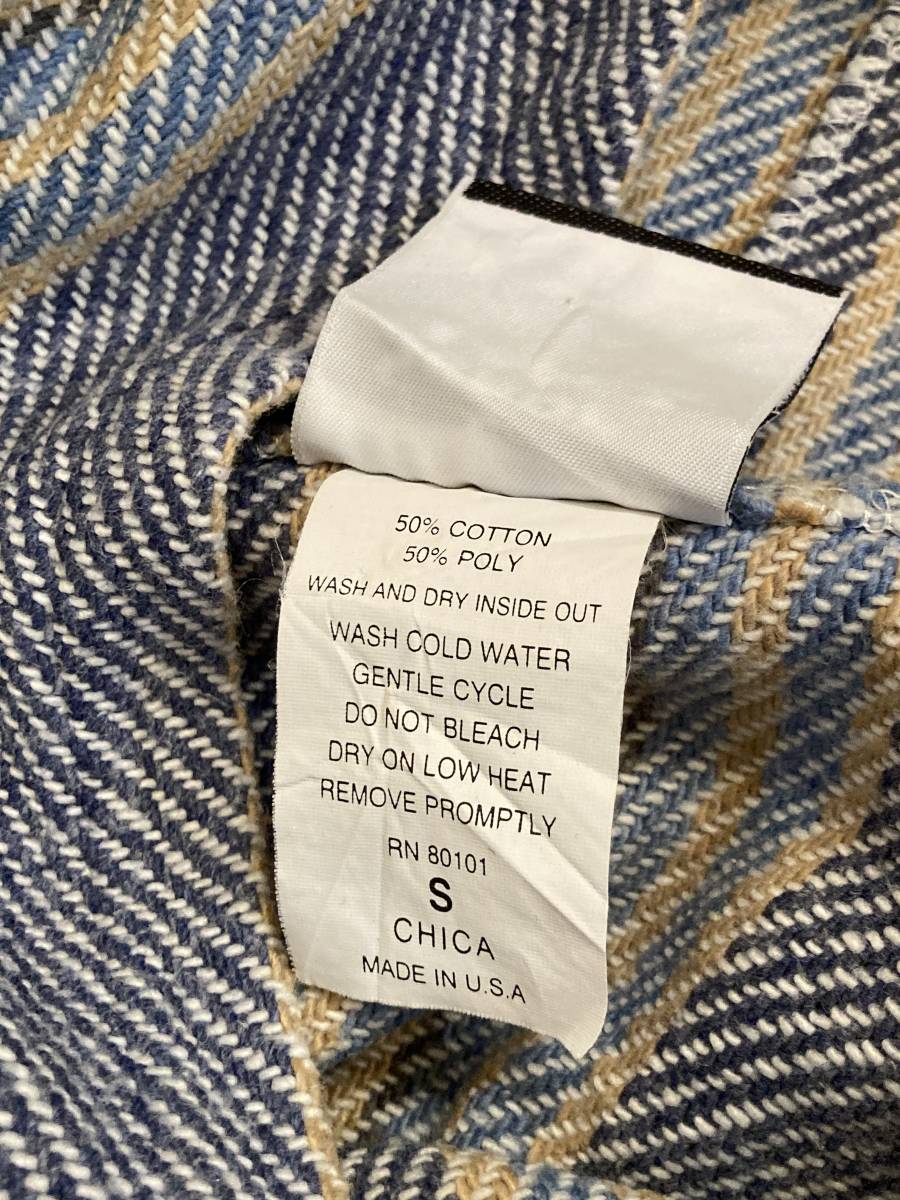 50% COTTON
50% POLY
WASH AND DRY INSIDE OUT
WASH COLD WATER
GENTLE CYCLE
DO NOT BLEACH
DRY ON LOW HEAT
REMOVE PROMPTLY
RN 80101
S
CHICA
MADE IN U.S.A